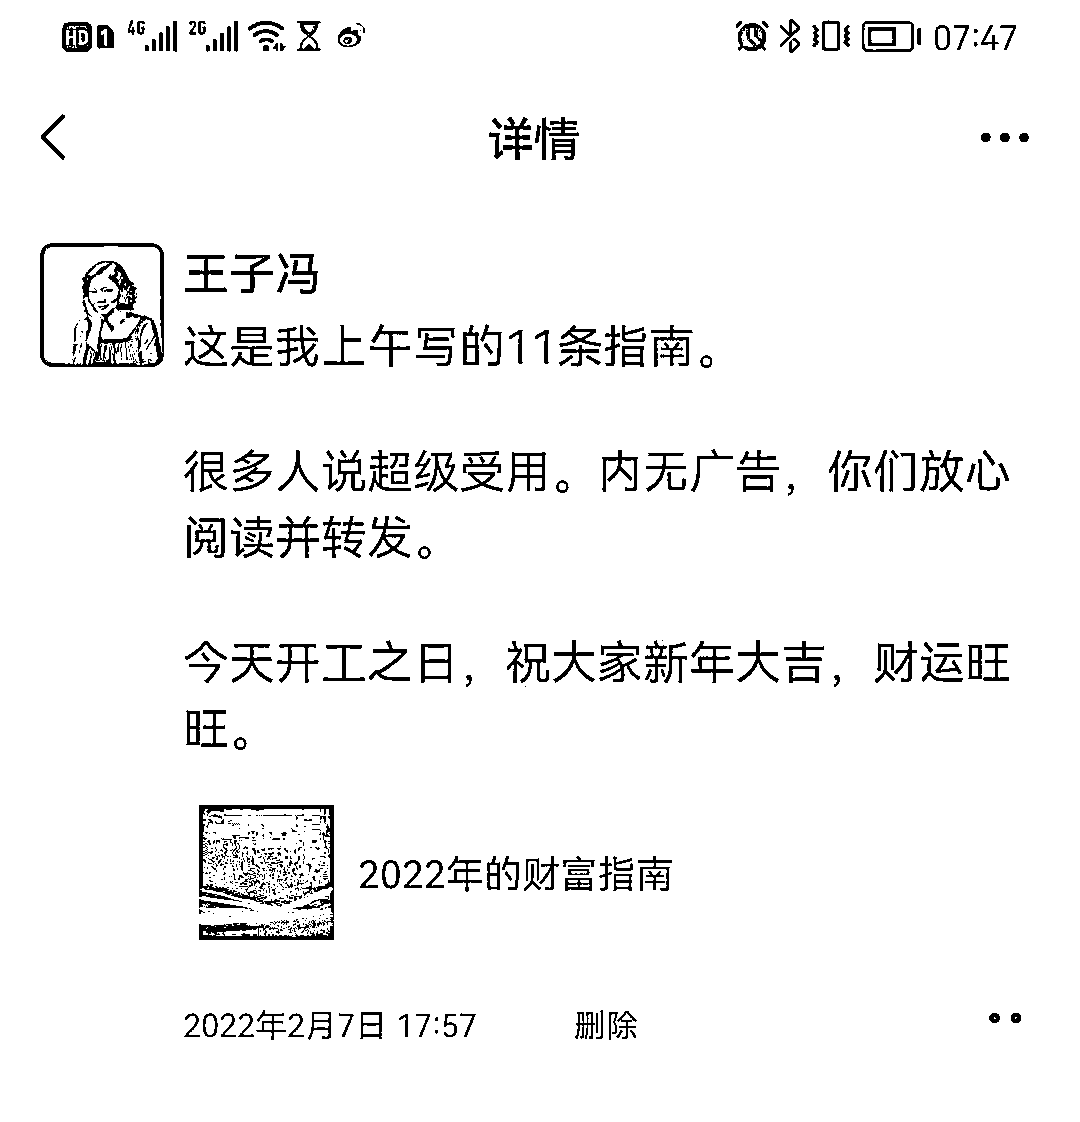 HD 1 4G 2G 07:47
详情
王子冯
这是我上午写的11条指南。
很多人说超级受用。内无广告，你们放心
阅读并转发。
今天开工之日，祝大家新年大吉，财运旺
旺。
2022年的财富指南
2022年2月7日 17:57 删除